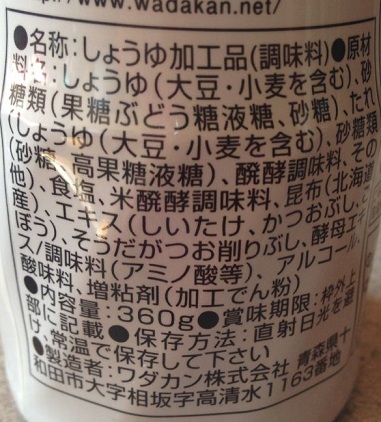 http://www.wadakan.net/
●名称:しょうゆ加工品(調味料)●原材
料名:しょうゆ(大豆・小麦を含む)、砂
糖類(果糖ぶどう糖液糖、砂糖)、たれ
(しょうゆ(大豆・小麦を含む)、砂糖類
(砂糖、高果糖液糖)、醗酵調味料、その
他)、食塩、米醗酵調味料、昆布(北海道
産)、エキス(しいたけ、かつおぶし、ご
ぼう)、そうだがつお削りぶし、酵母エキ
ス/調味料(アミノ酸等)、アルコール、
酸味料、増粘剤(加工でん粉)
●内容量:360g●賞味期限:枠外上
部に記載●保存方法:直射日光を避
け、常温で保存して下さい
●製造者:ワダカン株式会社 青森県十
和田市大字相坂字高清水1163番地